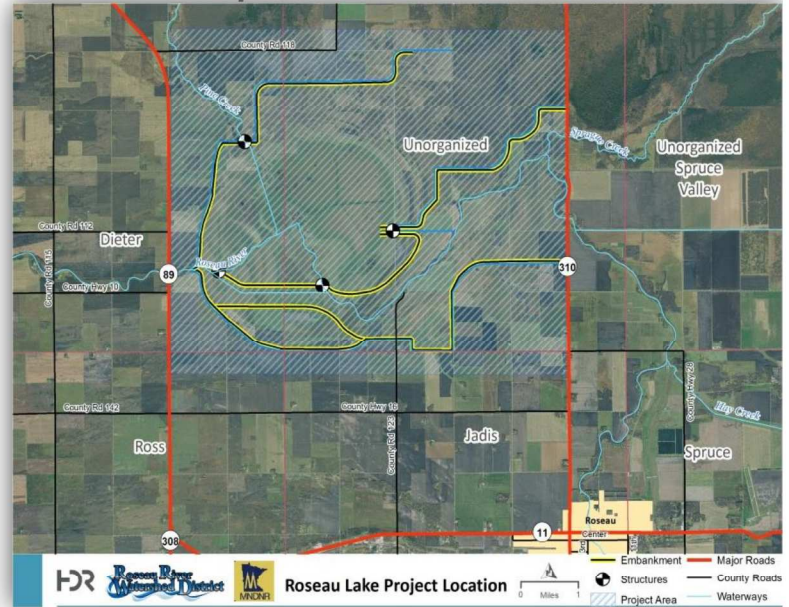 County Rd 118
Pine Creek
Unorganized
Sprague Creek
Unorganized
Spruce
Valley
County Rd 112
Dieter
County Rd 115
Roseau River
89
310
County Hwy 10
County Hwy 28
County Rd 142
County Hwy 16
Hay Creek
Ross
County Rd 123
Jadis
Spruce
Roseau
308
11
Center
3rd
11th
HDR
Roseau River
Watershed District
MNDNR
Roseau Lake Project Location
N
0 Miles 1
Embankment
Structures
Project Area
Major Roads
County Roads
Waterways